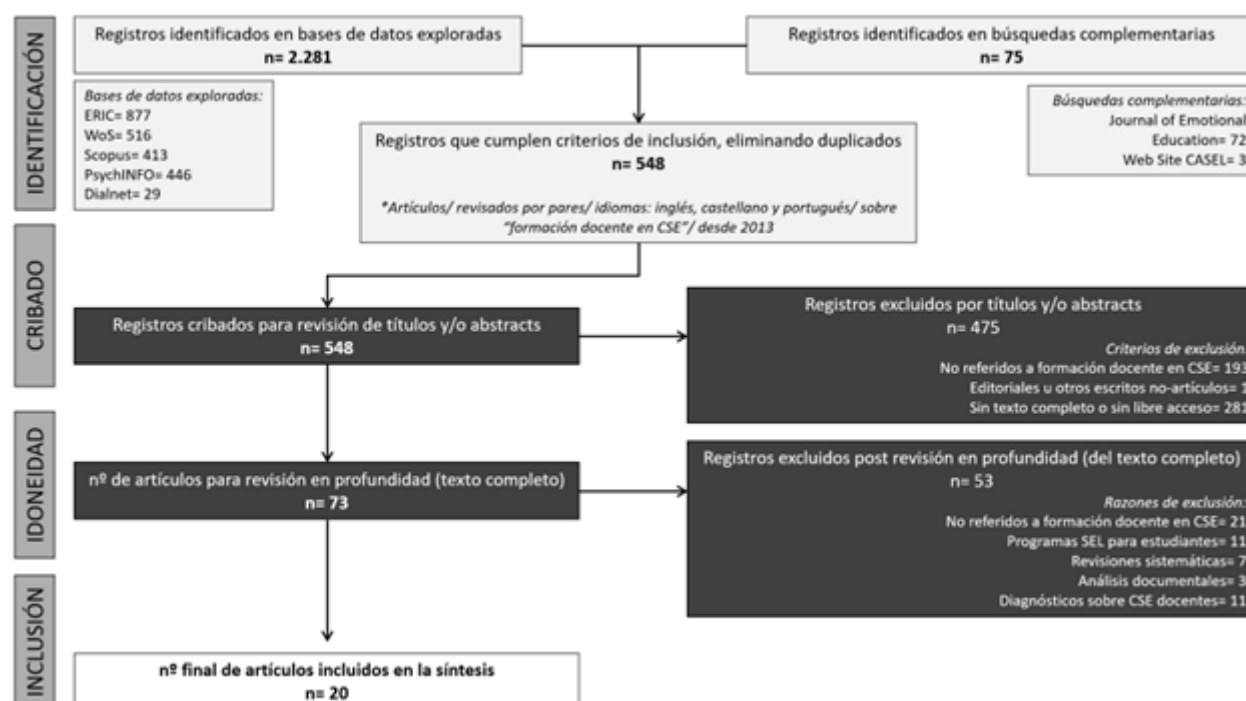 IDENTIFICACIÓN
Registros identificados en bases de datos exploradas
n= 2.281
Registros identificados en búsquedas complementarias
n= 75
Bases de datos exploradas:
ERIC= 877
WoS= 516
Scopus= 413
PsychINFO= 446
Dialnet= 29
Búsquedas complementarias:
Journal of Emotional
Education= 72
Web Site CASEL= 3
Registros que cumplen criterios de inclusión, eliminando duplicados
n= 548
*Artículos/ revisados por pares/ idiomas: inglés, castellano y portugués/ sobre
"formación docente en CSE"/ desde 2013
CRIBADO
Registros cribados para revisión de títulos y/o abstracts
n= 548
Registros excluidos por títulos y/o abstracts
n= 475
Criterios de exclusión:
No referidos a formación docente en CSE= 193
Editoriales u otros escritos no-artículos= 1
Sin texto completo o sin libre acceso= 281
IDONEIDAD
nº de artículos para revisión en profundidad (texto completo)
n= 73
Registros excluidos post revisión en profundidad (del texto completo)
n= 53
Razones de exclusión:
No referidos a formación docente en CSE= 21
Programas SEL para estudiantes= 11
Revisiones sistemáticas= 7
Análisis documentales= 3
Diagnósticos sobre CSE docentes= 11
INCLUSIÓN
nº final de artículos incluidos en la síntesis
n= 20